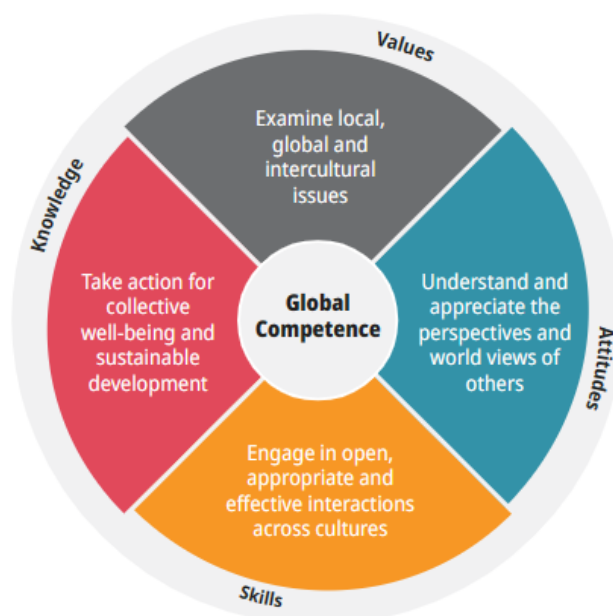 Values
Examine local,
global and
intercultural
issues
Knowledge
Take action for
collective
well-being and
sustainable
development
Global
Competence
Understand and
appreciate the
perspectives and
world views of
others
Attitudes
Engage in open,
appropriate and
effective interactions
across cultures
Skills